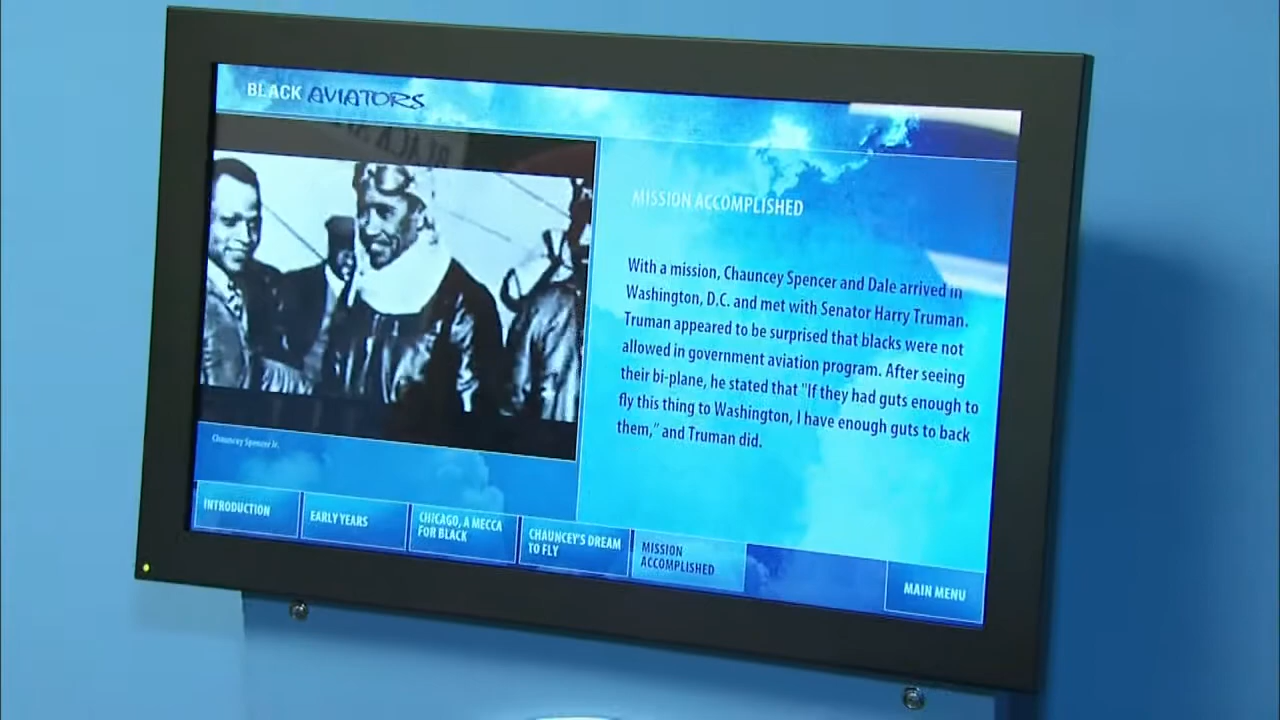 BLACK AVIATORS
MISSION ACCOMPLISHED
With a mission, Chauncey Spencer and Dale arrived in
Washington, D.C. and met with Senator Harry Truman.
Truman appeared to be surprised that blacks were not
allowed in government aviation program. After seeing
their bi-plane, he stated that "If they had guts enough to
fly this thing to Washington, I have enough guts to back
them," and Truman did.
Chauncey Spencer Jr.
INTRODUCTION
EARLY YEARS
CHICAGO, A MECCA
FOR BLACK
CHAUNCEY'S DREAM
TO FLY
MISSION
ACCOMPLISHED
MAIN MENU